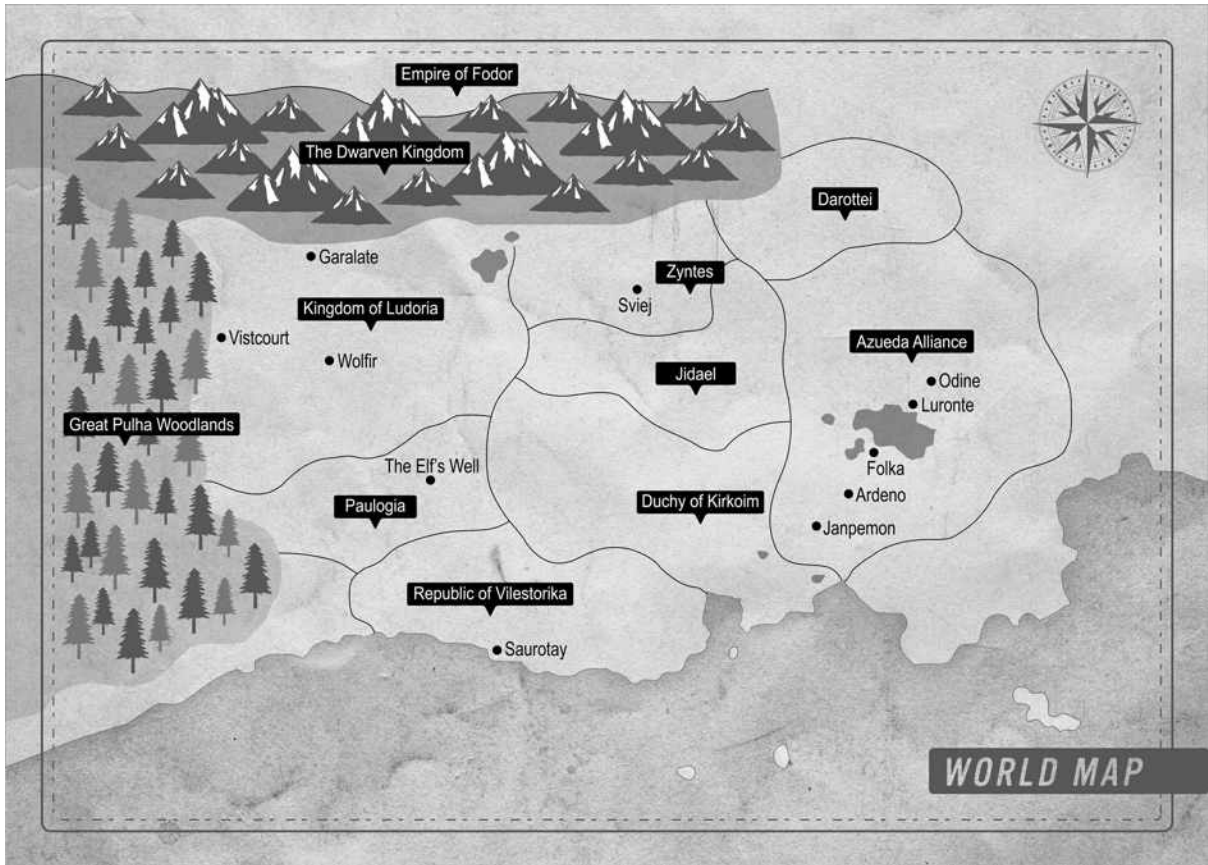 Empire of Fodor
The Dwarven Kingdom
Darottei
Garalate
Zyntes
Sviej
Kingdom of Ludoria
Vistcourt
Wolfir
Azueda Alliance
Jidael
Odine
Luronte
Great Pulha Woodlands
The Elf's Well
Folka
Paulogia
Duchy of Kirkoim
Ardeno
Janpemon
Republic of Vilestorika
Saurotay
WORLD MAP